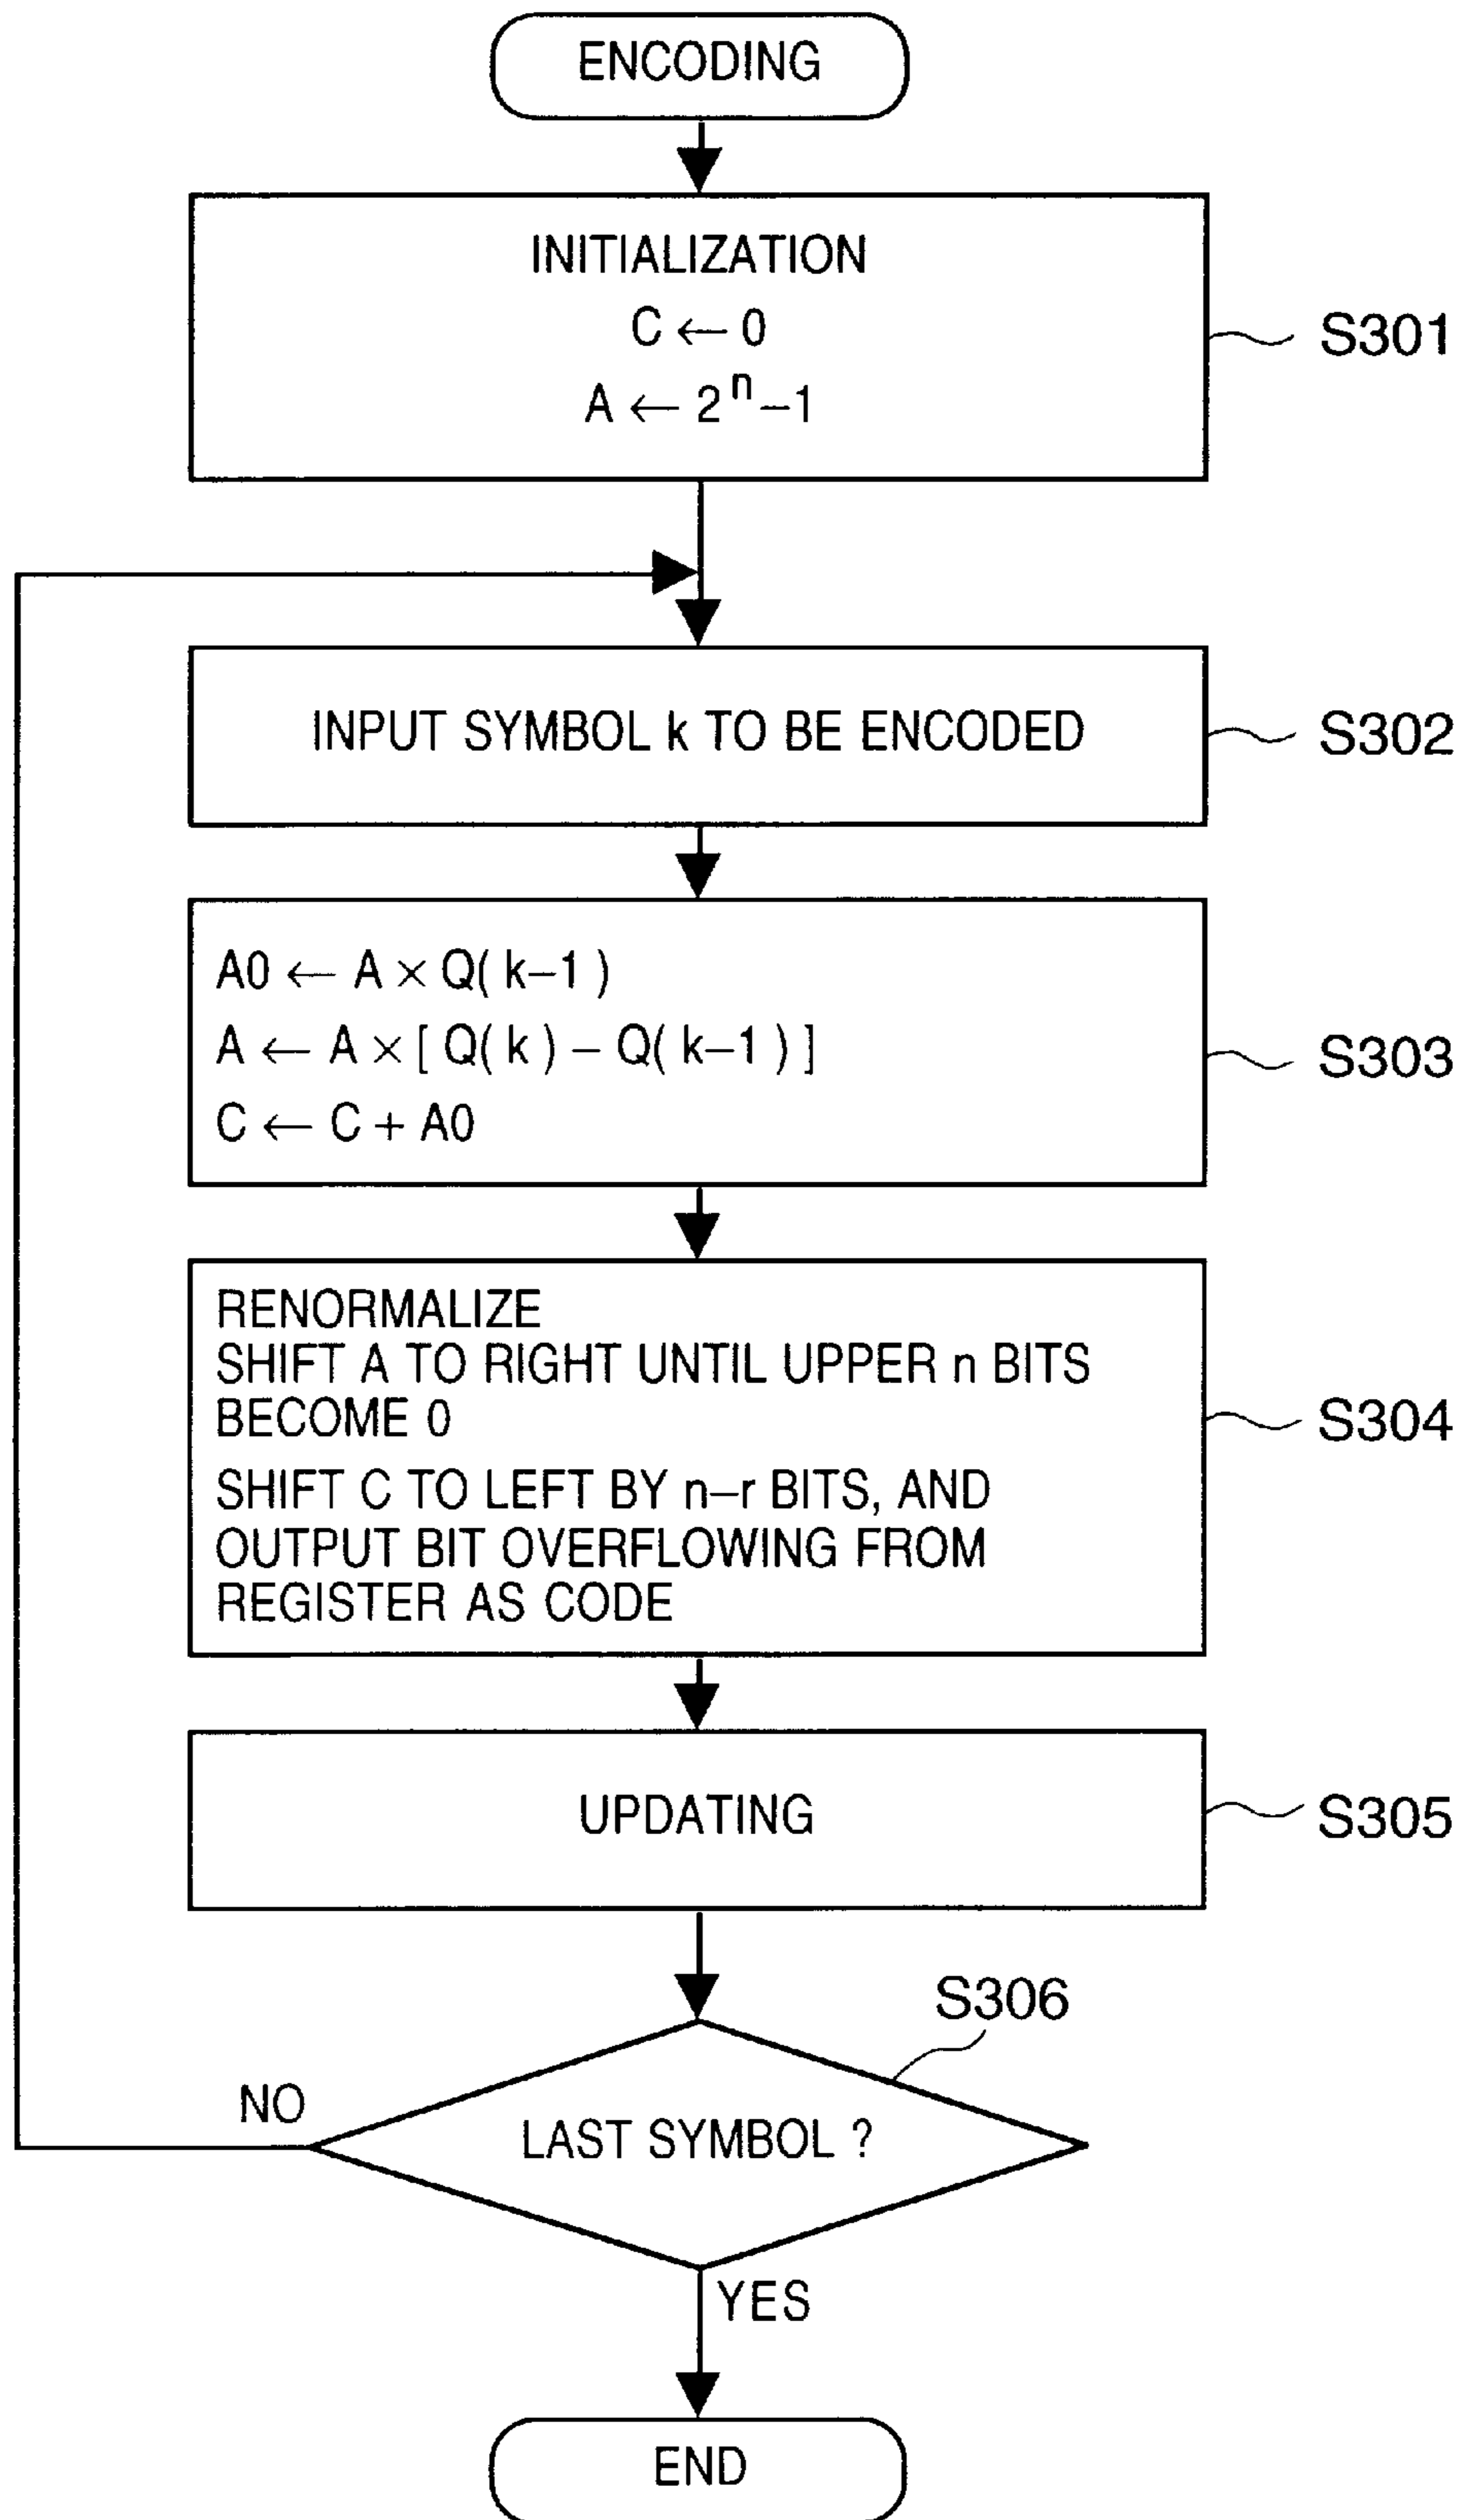 ENCODING
INITIALIZATION
C ← 0
A ← 2ⁿ–1
S301
INPUT SYMBOL k TO BE ENCODED
S302
A0 ← A × Q( k–1 )
A ← A × [ Q( k ) – Q( k–1 ) ]
C ← C + A0
S303
RENORMALIZE
SHIFT A TO RIGHT UNTIL UPPER n BITS
BECOME 0
SHIFT C TO LEFT BY n–r BITS, AND
OUTPUT BIT OVERFLOWING FROM
REGISTER AS CODE
S304
UPDATING
S305
S306
NO
LAST SYMBOL ?
YES
END